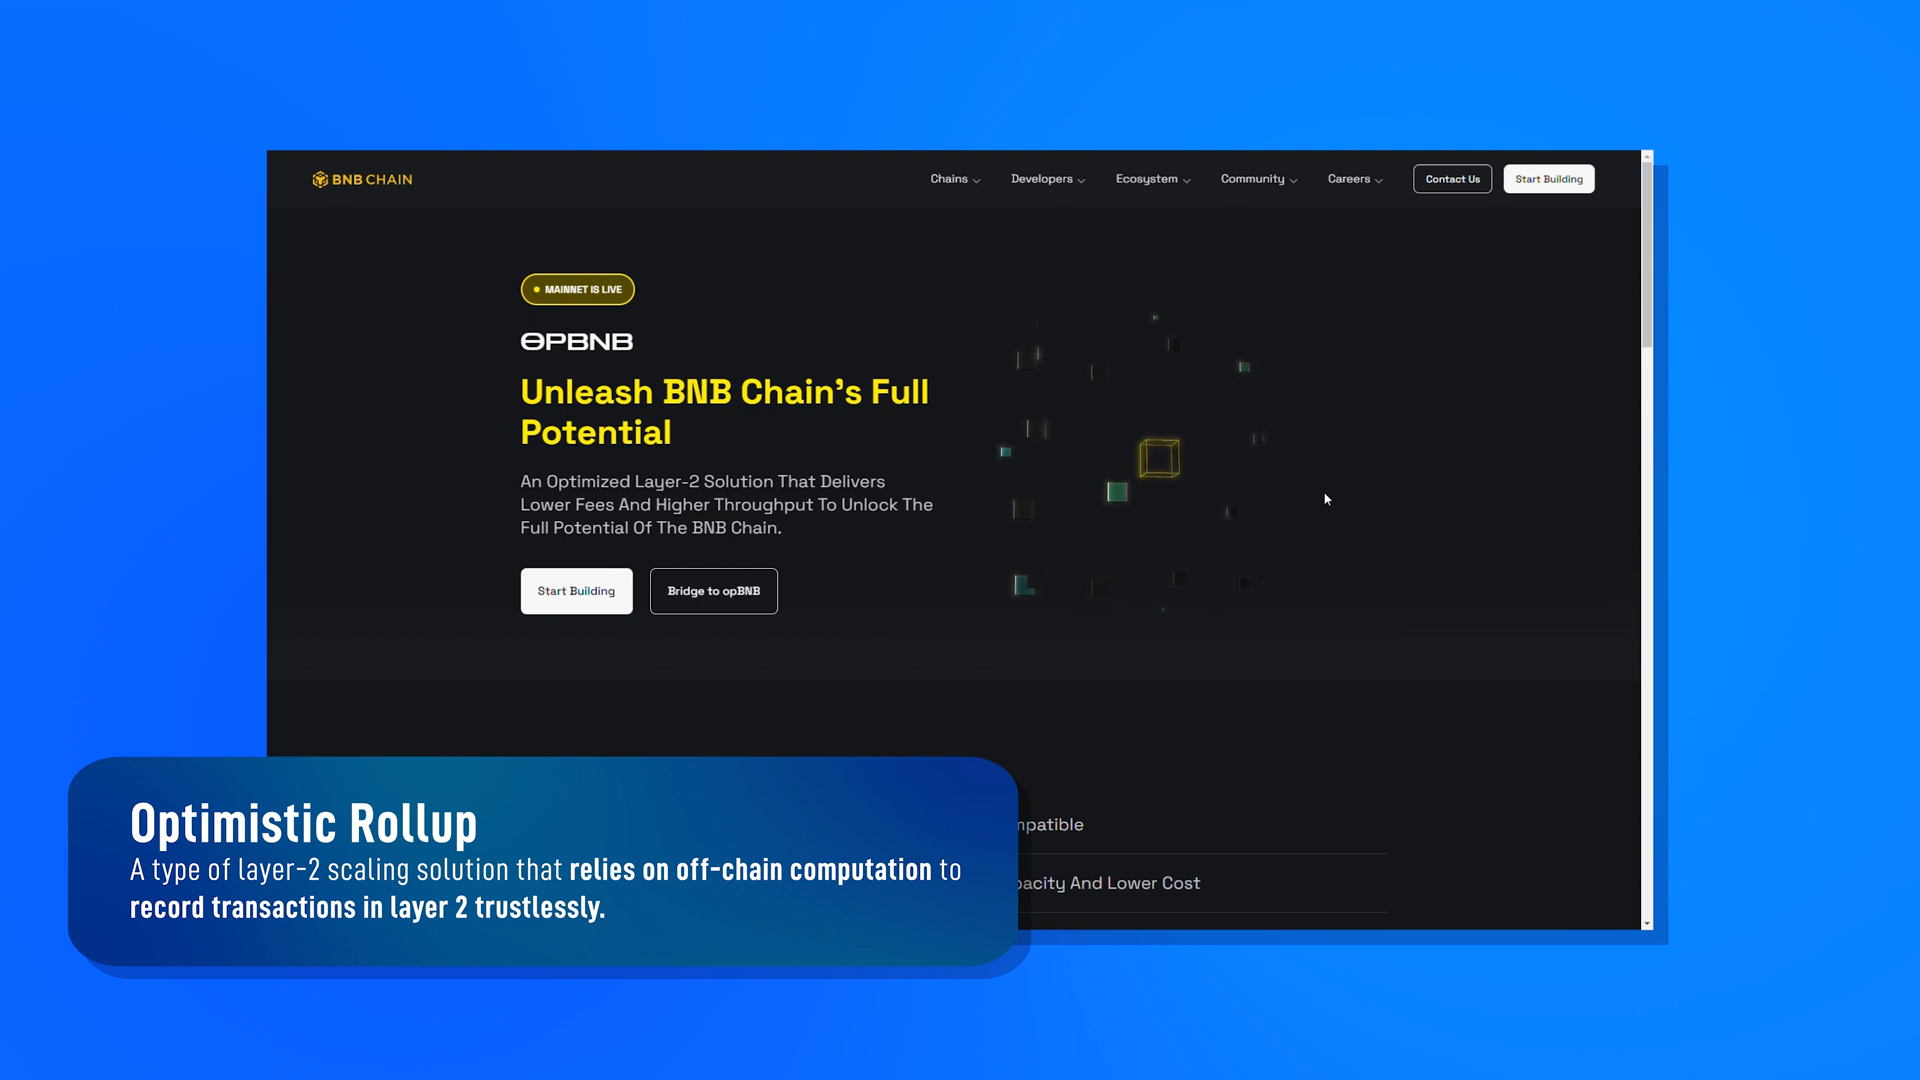 BNB CHAIN
Chains
Developers
Ecosystem
Community
Careers
Contact Us
Start Building
MAINNET IS LIVE
OPBNB
Unleash BNB Chain's Full
Potential
An Optimized Layer-2 Solution That Delivers
Lower Fees And Higher Throughput To Unlock The
Full Potential Of The BNB Chain.
Start Building
Bridge to opBNB
mpatible
pacity And Lower Cost
Optimistic Rollup
A type of layer-2 scaling solution that relies on off-chain computation to
record transactions in layer 2 trustlessly.